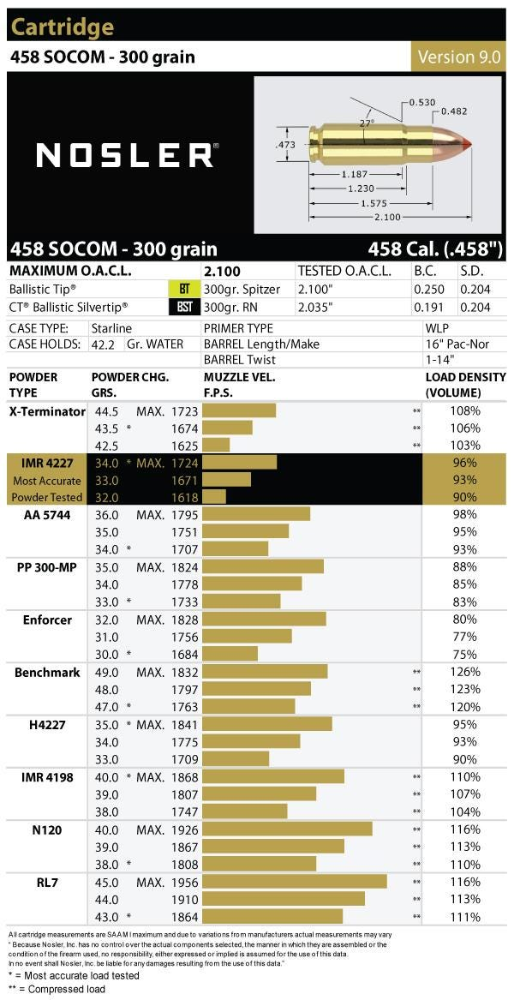 Cartridge
458 SOCOM - 300 grain Version 9.0
NOSLER®
.473
27°
0.530
0.482
1.187
1.230
1.575
2.100
458 SOCOM - 300 grain 458 Cal. (.458")
MAXIMUM O.A.C.L. 2.100 TESTED O.A.C.L. B.C. S.D.
Ballistic Tip® BT 300gr. Spitzer 2.100" 0.250 0.204
CT® Ballistic Silvertip® BST 300gr. RN 2.035" 0.191 0.204
CASE TYPE: Starline PRIMER TYPE WLP
CASE HOLDS: 42.2 Gr. WATER BARREL Length/Make 16" Pac-Nor
BARREL Twist 1-14"
POWDER POWDER CHG. MUZZLE VEL. LOAD DENSITY
TYPE GRS. F.P.S. (VOLUME)
X-Terminator 44.5 MAX. 1723 ** 108%
43.5 * 1674 ** 106%
42.5 1625 ** 103%
IMR 4227 34.0 * MAX. 1724 96%
Most Accurate 33.0 1671 93%
Powder Tested 32.0 1618 90%
AA 5744 36.0 MAX. 1795 98%
35.0 1751 95%
34.0 * 1707 93%
PP 300-MP 35.0 MAX. 1824 88%
34.0 1778 85%
33.0 * 1733 83%
Enforcer 32.0 MAX. 1828 80%
31.0 1756 77%
30.0 * 1684 75%
Benchmark 49.0 MAX. 1832 ** 126%
48.0 1797 ** 123%
47.0 * 1763 ** 120%
H4227 35.0 * MAX. 1841 95%
34.0 1775 93%
33.0 1709 90%
IMR 4198 40.0 * MAX. 1868 ** 110%
39.0 1807 ** 107%
38.0 1747 ** 104%
N120 40.0 MAX. 1926 ** 116%
39.0 1867 ** 113%
38.0 * 1808 ** 110%
RL7 45.0 MAX. 1956 ** 116%
44.0 1910 ** 113%
43.0 * 1864 ** 111%
All cartridge measurements are SAAMI maximum and due to variations from manufacturers actual measurements may vary
" Because Nosler, Inc. has no control over the actual components selected, the manner in which they are assembled or the
condition of the firearm used, no responsibility, either expressed or implied is assumed for the use of this data.
In no event shall Nosler, Inc. be liable for any damages resulting from the use of this data."
* = Most accurate load tested
** = Compressed load